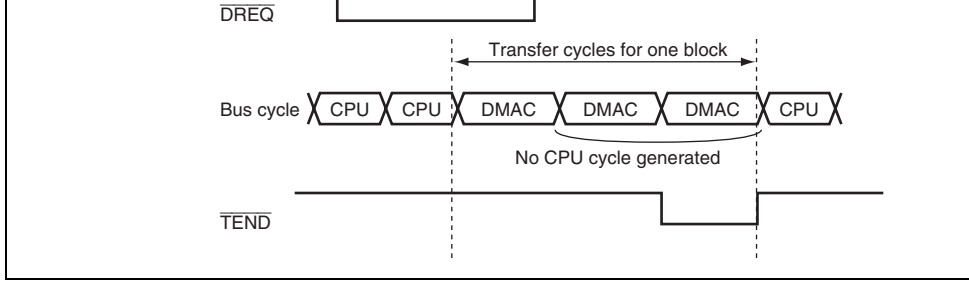 DREQ
Transfer cycles for one block
Bus cycle CPU CPU DMAC DMAC DMAC CPU
No CPU cycle generated
TEND